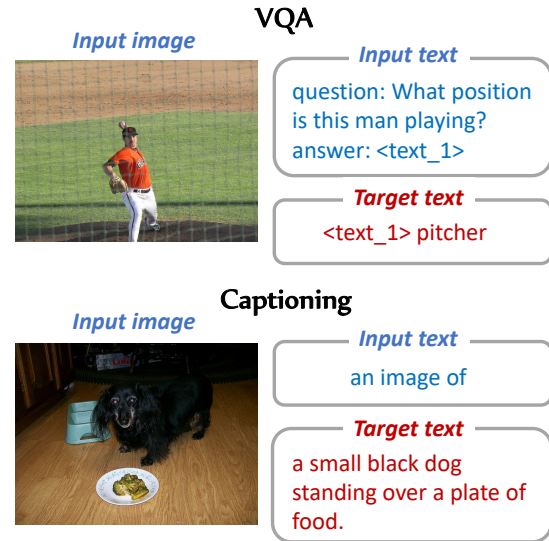 VQA
Input image
Input text
question: What position
is this man playing?
answer: <text_1>
Target text
<text_1> pitcher
Captioning
Input image
Input text
an image of
Target text
a small black dog
standing over a plate of
food.